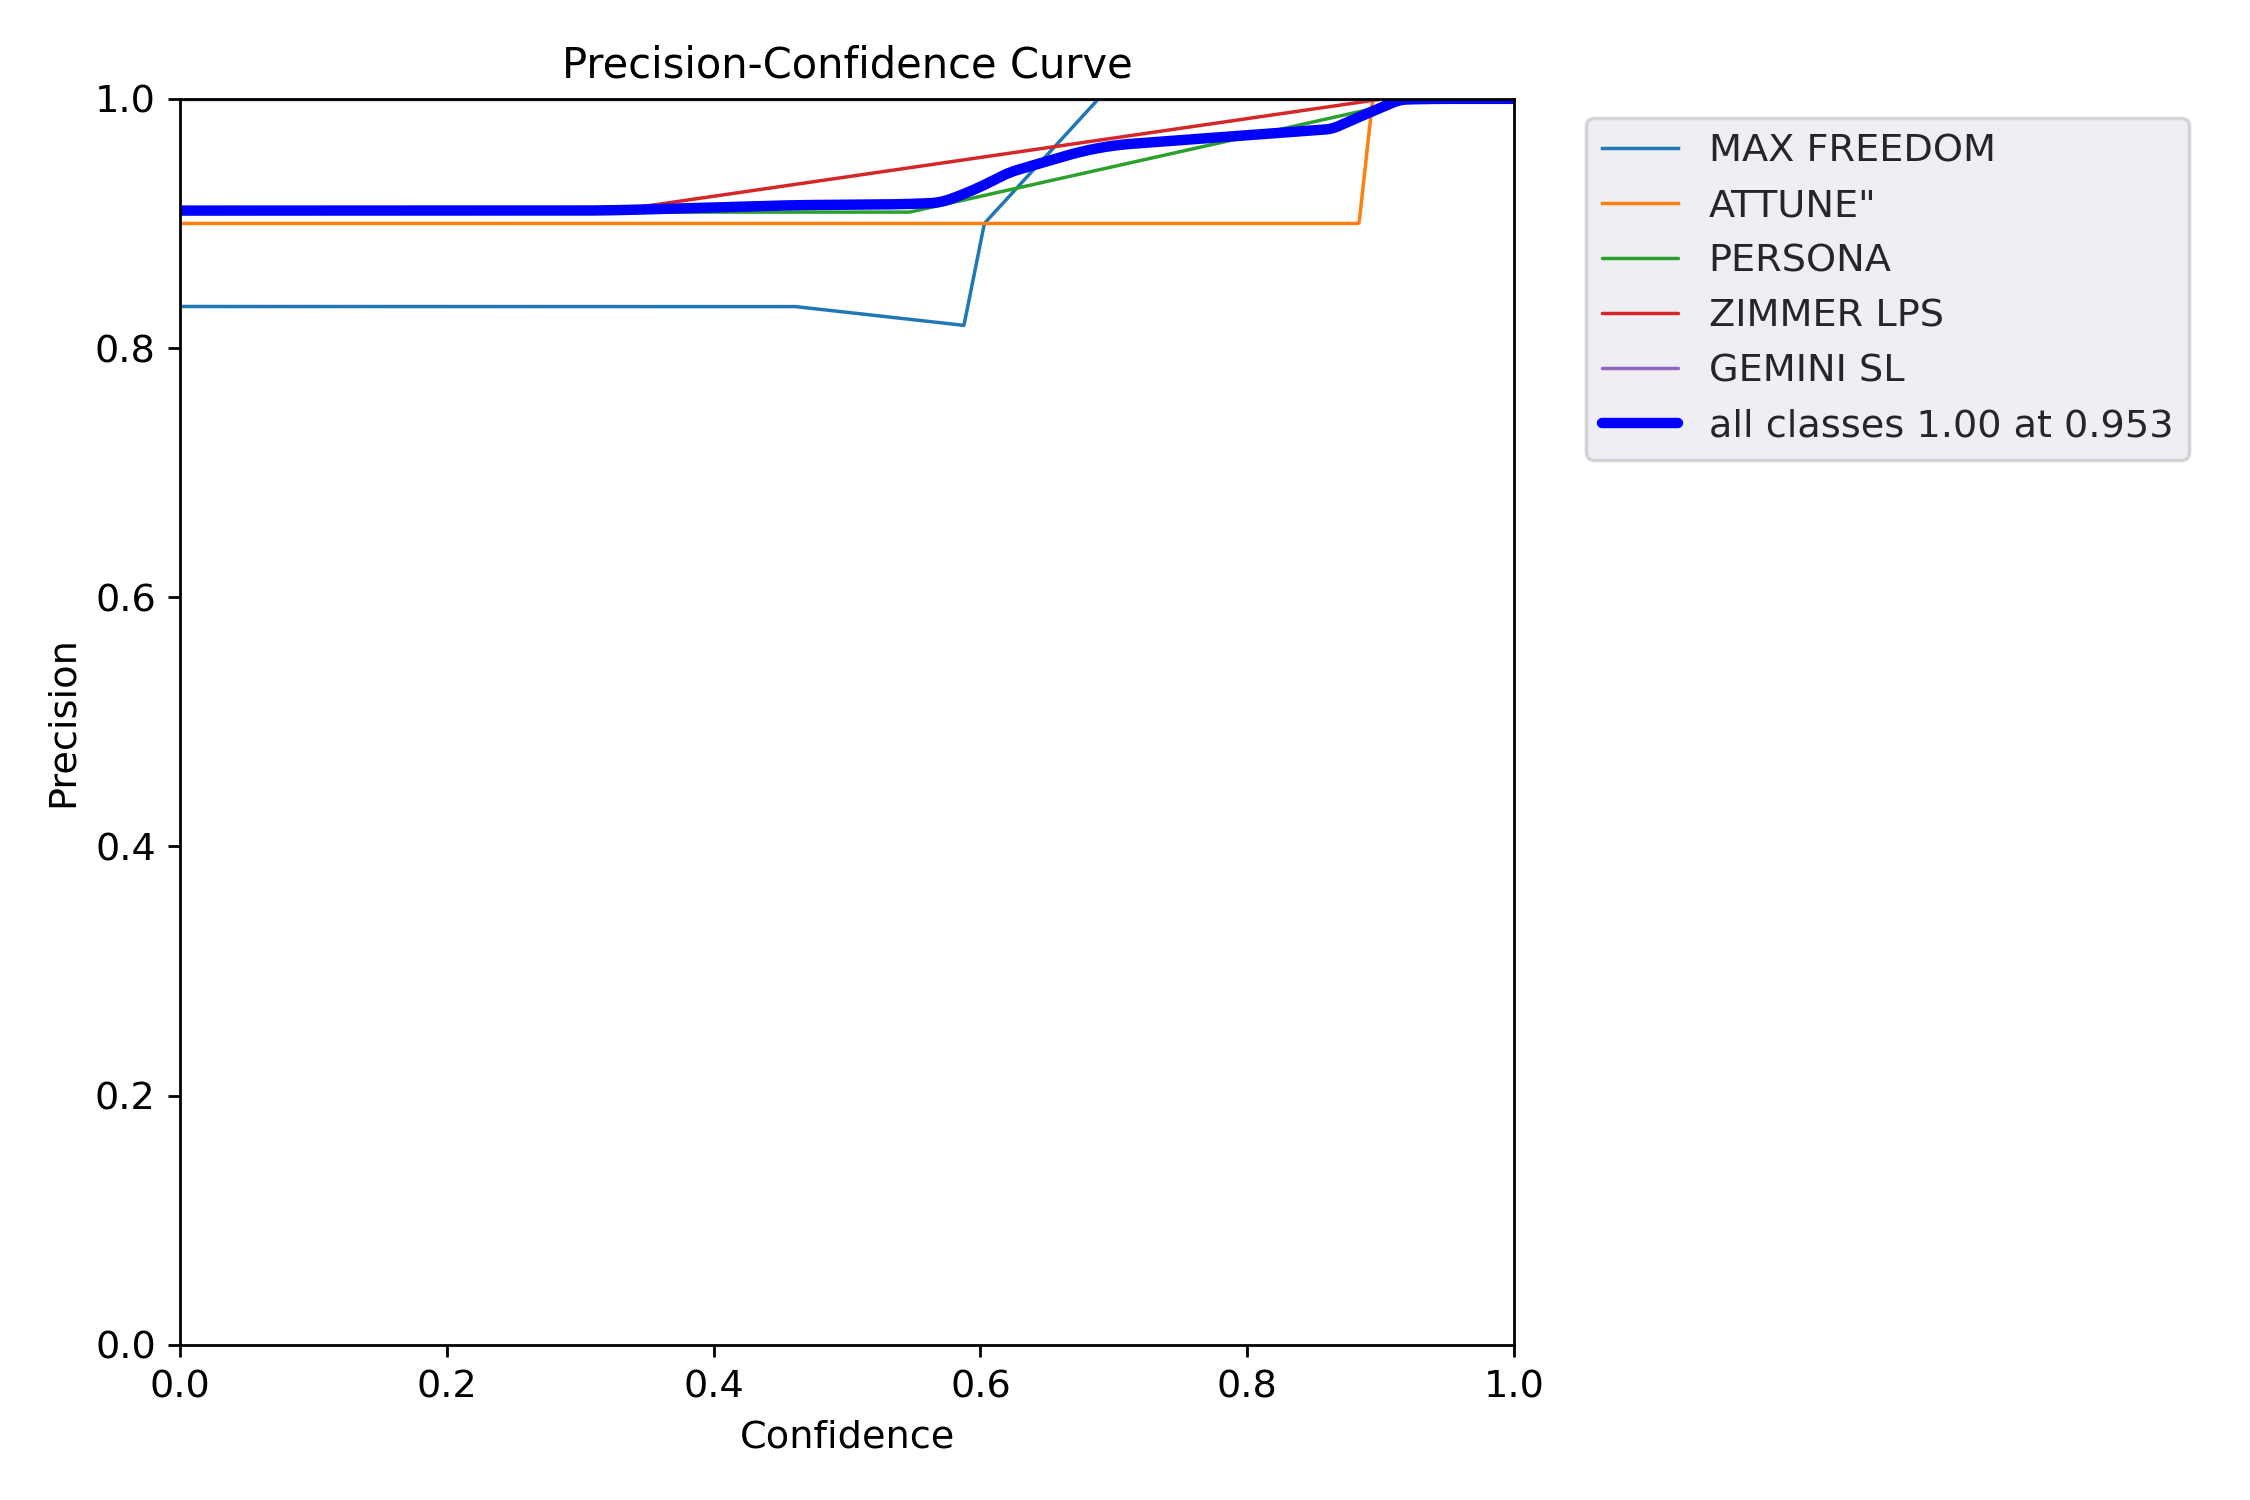 Precision-Confidence Curve
1.0
0.8
0.6
0.4
0.2
0.0
Precision
0.0 0.2 0.4 0.6 0.8 1.0
Confidence
MAX FREEDOM
ATTUNE"
PERSONA
ZIMMER LPS
GEMINI SL
all classes 1.00 at 0.953